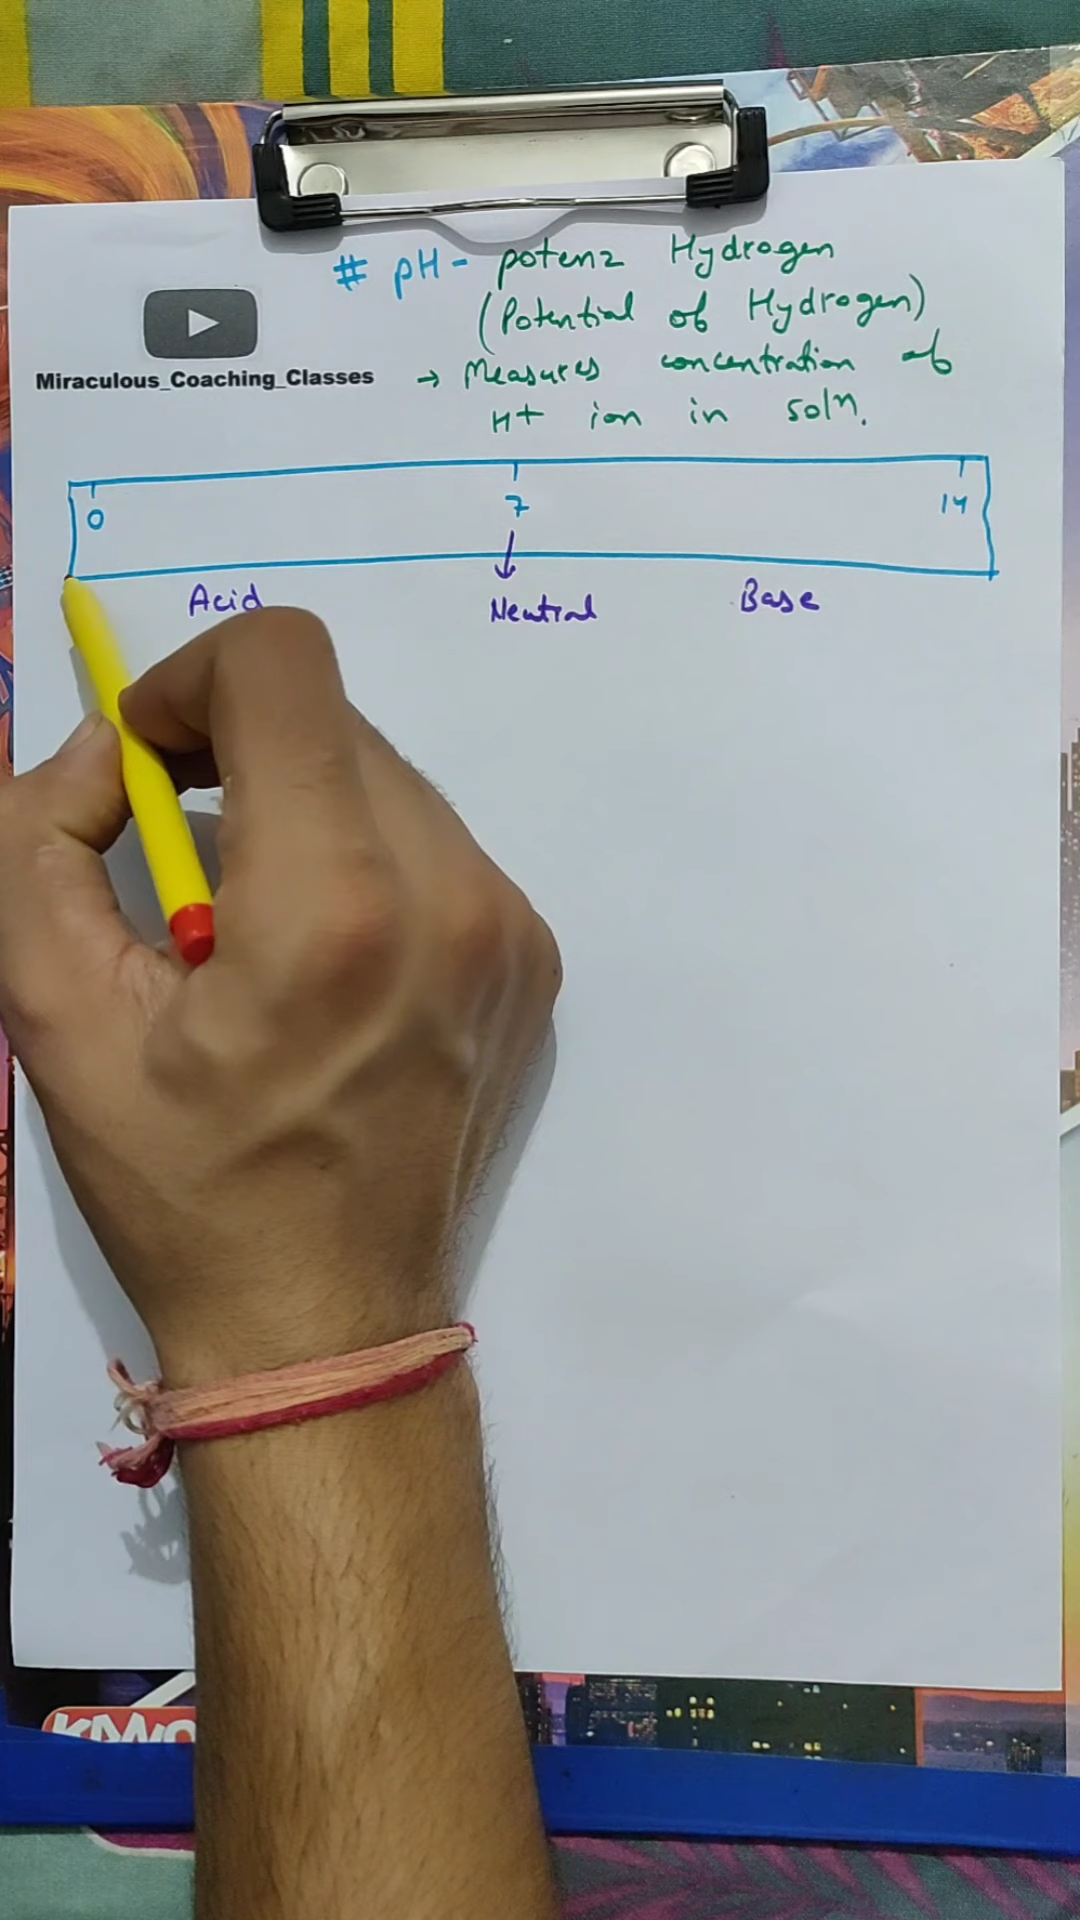 # pH - potenz Hydrogen
(Potential of Hydrogen)
Miraculous_Coaching_Classes
→ Measures concentration of
H+ ion in soln.
0 7 14
Acid Neutral Base